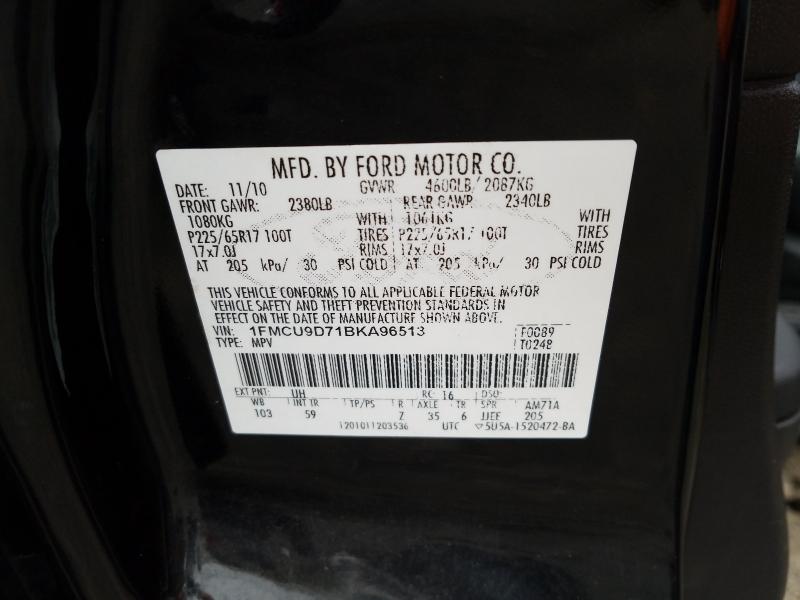 MFD. BY FORD MOTOR CO.
DATE: 11/10 GVWR 4600LB/2087KG
FRONT GAWR: 2380LB REAR GAWR 2340LB
1080KG WITH 1061KG WITH
P225/65R17 100T TIRES P225/65R17 100T TIRES
17x7.0J RIMS 17x7.0J RIMS
AT 205 kPa/ 30 PSI COLD AT 205 kPa/ 30 PSI COLD
THIS VEHICLE CONFORMS TO ALL APPLICABLE FEDERAL MOTOR
VEHICLE SAFETY AND THEFT PREVENTION STANDARDS IN
EFFECT ON THE DATE OF MANUFACTURE SHOWN ABOVE.
VIN: 1FMCU9D71BKA96513 F0089
TYPE: MPV T0248
EXT PNT: UH RC: 16 DSO:
WB INT TR TP/PS R AXLE TR SPR AM71A
103 59 Z 35 6 JJEF 205
1201011203536 UTC ▽5U5A-1520472-BA